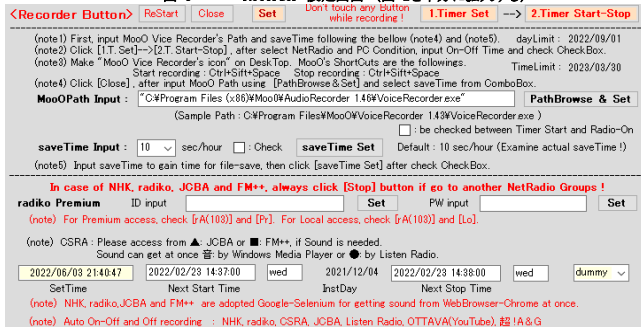 <Recorder Button> ReStart Close Set Don't touch any Button while recording ! 1.Timer Set --> 2.Timer Start-Stop
(note1) First, input MooO Vice Recorder's Path and saveTime following the bellow (note4) and (note5). dayLimit : 2022/09/01
(note2) Click [1.T. Set]-->[2.T. Start-Stop] , after select NetRadio and PC Condition, input On-Off Time and check CheckBox.
(note3) Make "MooO Vice Recorder's icon" on DeskTop. MooO's ShortCuts are the followings. TimeLimit : 2023/03/30
Start recording : Ctrl+Sift+Space Stop recording : Ctrl+Sift+Space
(note4) Click [Close] , after input MooO Path using [PathBrowse & Set] and select saveTime from ComboBox.
MooOPath Input : "C:¥Program Files (x86)¥Moo0¥AudioRecorder 1.46¥VoiceRecorder.exe" PathBrowse & Set
(Sample Path : C:¥Program Files¥MooO¥VoiceRecorder 1.43¥VoiceRecorder.exe )
: be checked between Timer Start and Radio-On
saveTime Input : 10 sec/hour : Check saveTime Set Default : 10 sec/hour (Examine actual saveTime !)
(note5) Input saveTime to gain time for file-save, then click [saveTime Set] after check CheckBox.
In case of NHK, radiko, JCBA and FM++, always click [Stop] button if go to another NetRadio Groups !
radiko Premium ID input Set PW input Set
(note) For Premium access, check [rA(103)] and [Pr]. For Local access, check [rA(103)] and [Lo].
(note) CSRA : Please access from ▲: JCBA or ■: FM++, if Sound is needed.
Sound can get at once 音: by Windows Media Player or ●: by Listen Radio.
2022/06/03 21:40:47 2022/02/23 14:37:00 wed 2021/12/04 2022/02/23 14:38:00 wed dummy
SetTime Next Start Time InstDay Next Stop Time
(note) NHK, radiko,JCBA and FM++ are adopted Google-Selenium for getting sound from WebBrowser-Chrome at once.
(note) Auto On-Off and Off recording : NHK, radiko, CSRA, JCBA, Listen Radio, OTTAVA(YouTube), 超!A&G